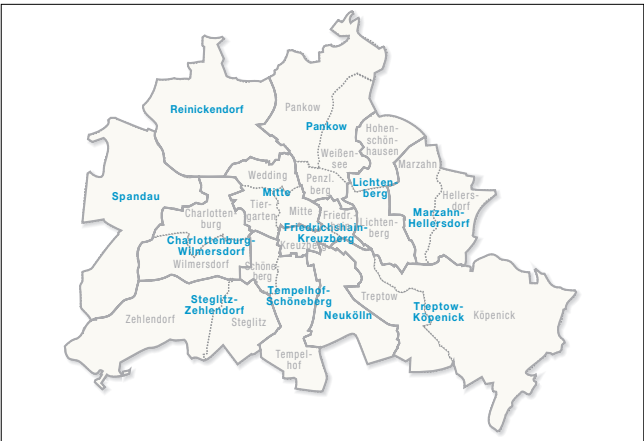 Reinickendorf
Pankow
Pankow
Hohen-
schön-
hausen
Weißen-
see
Marzahn
Wedding
Penzl.
berg
Lichten-
berg
Hellers-
dorf
Spandau
Mitte
Tier-
garten
Mitte
Friedr.-
Charlotten-
burg
Lichten-
berg
Marzahn-
Hellersdorf
Friedrichshain-
Kreuzberg
Kreuzberg
Charlottenburg-
Wilmersdorf
Wilmersdorf
Schöne
berg
Tempelhof-
Schöneberg
Treptow
Steglitz-
Zehlendorf
Zehlendorf
Steglitz
Neukölln
Treptow-
Köpenick
Köpenick
Tempel-
hof